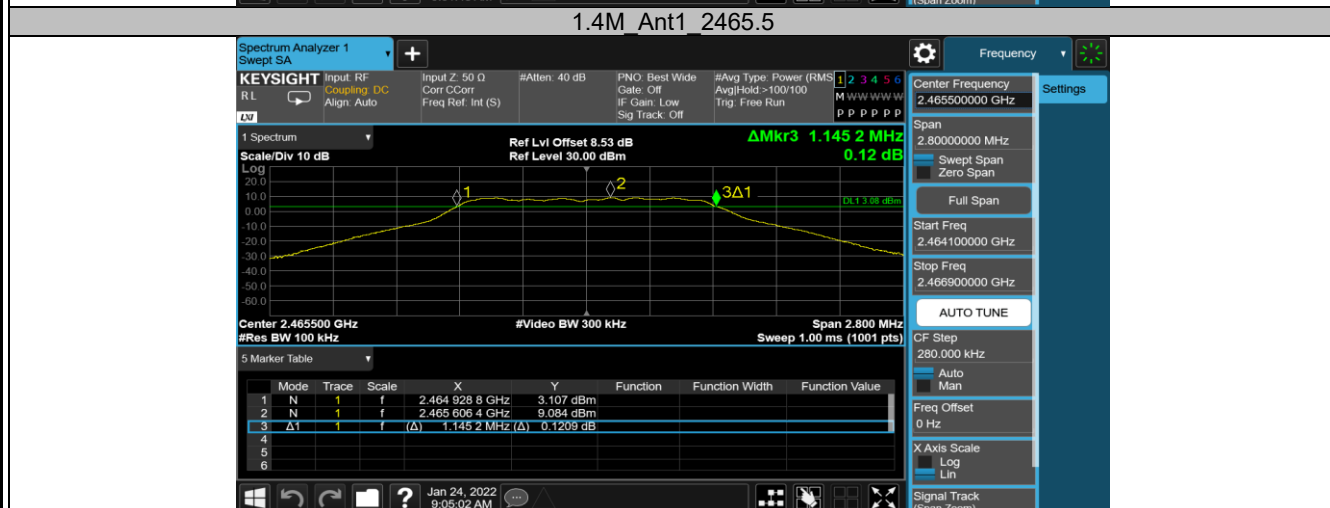 1.4M_Ant1_2465.5
Spectrum Analyzer 1
Swept SA
+
Frequency
KEYSIGHT Input: RF Input Z: 50 Ω #Atten: 40 dB PNO: Best Wide #Avg Type: Power (RMS 1 2 3 4 5 6
RL Coupling: DC Corr CCorr Gate: Off Avg|Hold:>100/100 M W W W W W
Align: Auto Freq Ref: Int (S) IF Gain: Low Trig: Free Run
LXI Sig Track: Off P P P P P P
Center Frequency
2.465500000 GHz
Settings
1 Spectrum
Scale/Div 10 dB
Ref Lvl Offset 8.53 dB
Ref Level 30.00 dBm
ΔMkr3 1.145 2 MHz
0.12 dB
Log
20.0
10.0
0.00
-10.0
-20.0
-30.0
-40.0
-50.0
-60.0
1
2
3Δ1
DL1 3.08 dBm
Center 2.465500 GHz #Video BW 300 kHz Span 2.800 MHz
#Res BW 100 kHz Sweep 1.00 ms (1001 pts)
Span
2.80000000 MHz
Swept Span
Zero Span
Full Span
Start Freq
2.464100000 GHz
Stop Freq
2.466900000 GHz
AUTO TUNE
CF Step
280.000 kHz
Auto
Man
Freq Offset
0 Hz
X Axis Scale
Log
Lin
Signal Track
(Span Zoom)
5 Marker Table
Mode Trace Scale X Y Function Function Width Function Value
1 N 1 f 2.464 928 8 GHz 3.107 dBm
2 N 1 f 2.465 606 4 GHz 9.084 dBm
3 Δ1 1 f (Δ) 1.145 2 MHz (Δ) 0.1209 dB
4
5
6
? Jan 24, 2022
9:05:02 AM